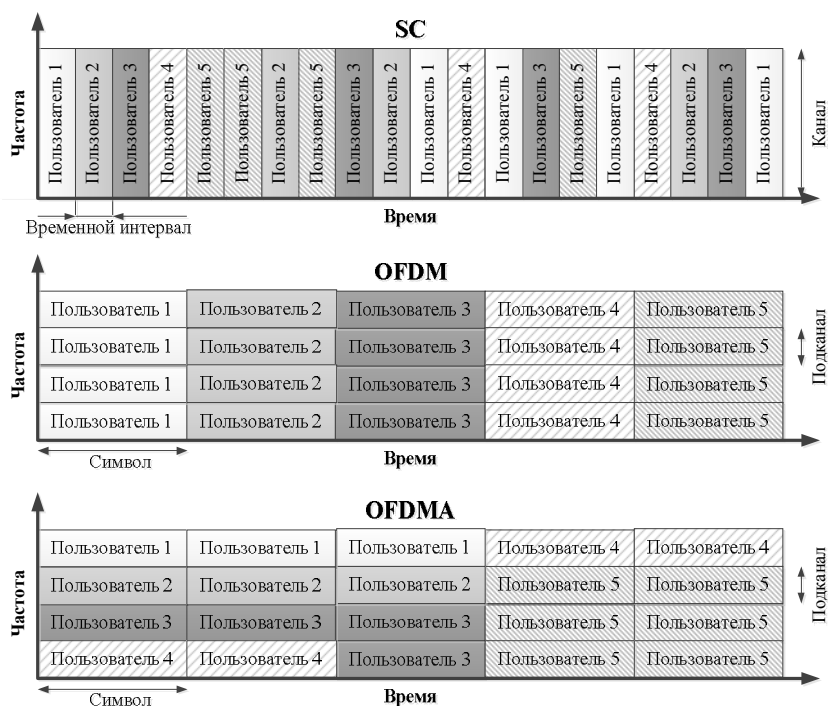 SC
Частота
Пользователь 1
Пользователь 2
Пользователь 3
Пользователь 4
Пользователь 5
Пользователь 5
Пользователь 2
Пользователь 5
Пользователь 3
Пользователь 2
Пользователь 1
Пользователь 4
Пользователь 1
Пользователь 3
Пользователь 5
Пользователь 1
Пользователь 4
Пользователь 2
Пользователь 3
Пользователь 1
Канал
Время
Временной интервал
OFDM
Частота
Пользователь 1 Пользователь 2 Пользователь 3 Пользователь 4 Пользователь 5
Пользователь 1 Пользователь 2 Пользователь 3 Пользователь 4 Пользователь 5
Пользователь 1 Пользователь 2 Пользователь 3 Пользователь 4 Пользователь 5
Пользователь 1 Пользователь 2 Пользователь 3 Пользователь 4 Пользователь 5
Подканал
Время
Символ
OFDMA
Частота
Пользователь 1 Пользователь 1 Пользователь 1 Пользователь 4 Пользователь 4
Пользователь 2 Пользователь 2 Пользователь 2 Пользователь 5 Пользователь 5
Пользователь 3 Пользователь 3 Пользователь 3 Пользователь 5 Пользователь 5
Пользователь 4 Пользователь 4 Пользователь 3 Пользователь 5 Пользователь 5
Подканал
Символ
Время